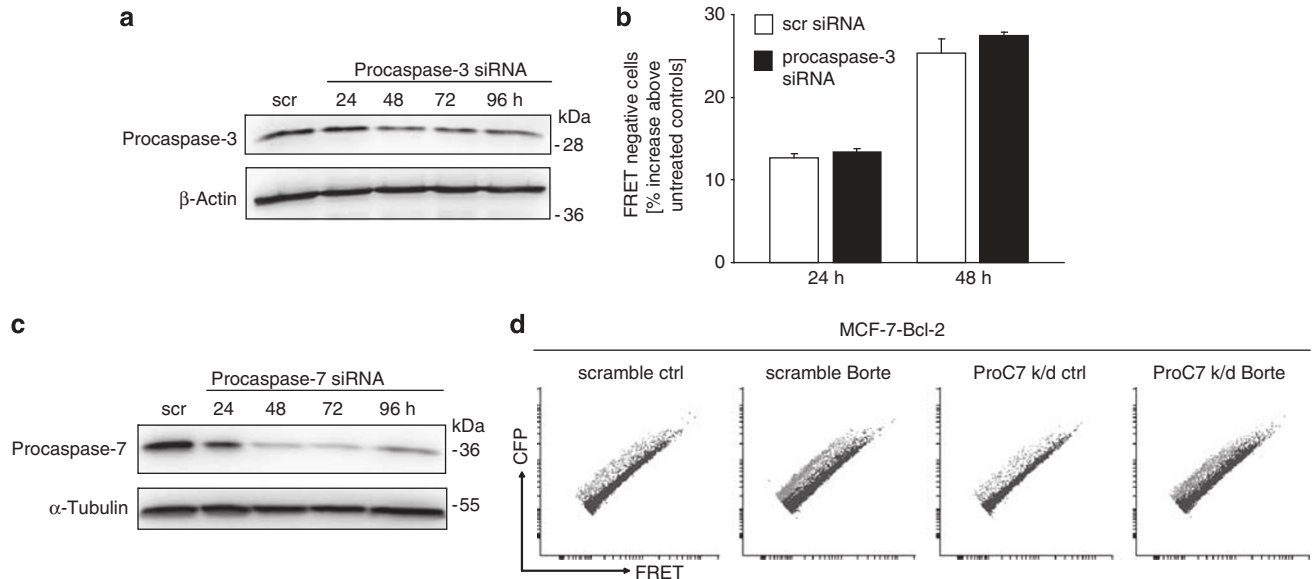 a
Procaspase-3 siRNA
scr 24 48 72 96 h
kDa
Procaspase-3
-28
β-Actin
-36
b
FRET negative cells
[% increase above
untreated controls]
30
20
10
0
scr siRNA
procaspase-3
siRNA
24 h 48 h
c
Procaspase-7 siRNA
scr 24 48 72 96 h
kDa
Procaspase-7
-36
α-Tubulin
-55
d
MCF-7-Bcl-2
scramble ctrl scramble Borte ProC7 k/d ctrl ProC7 k/d Borte
CFP
FRET